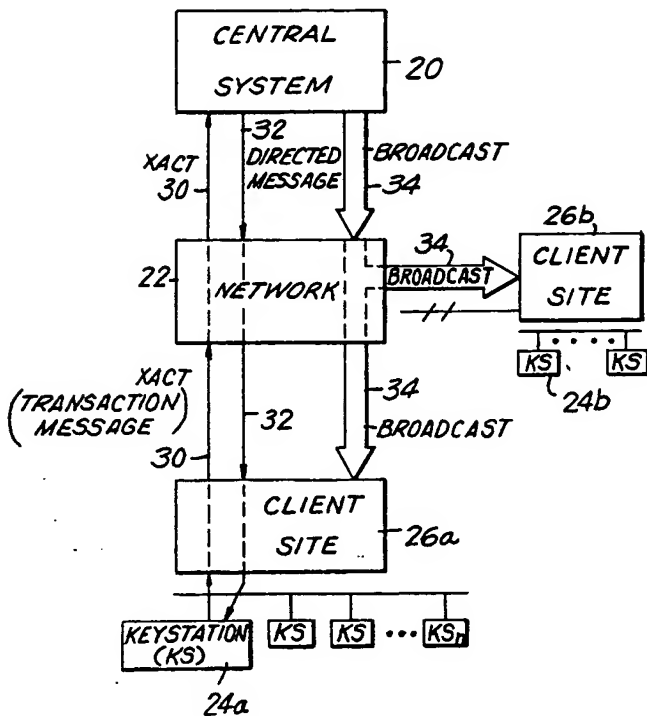 CENTRAL
SYSTEM
20
XACT
30
32
DIRECTED
MESSAGE
BROADCAST
34
26b
22
NETWORK
34
BROADCAST
CLIENT
SITE
KS
KS
24b
XACT
(TRANSACTION
MESSAGE)
30
32
34
BROADCAST
CLIENT
SITE
26a
KEYSTATION
(KS)
KS
KS
KSn
24a